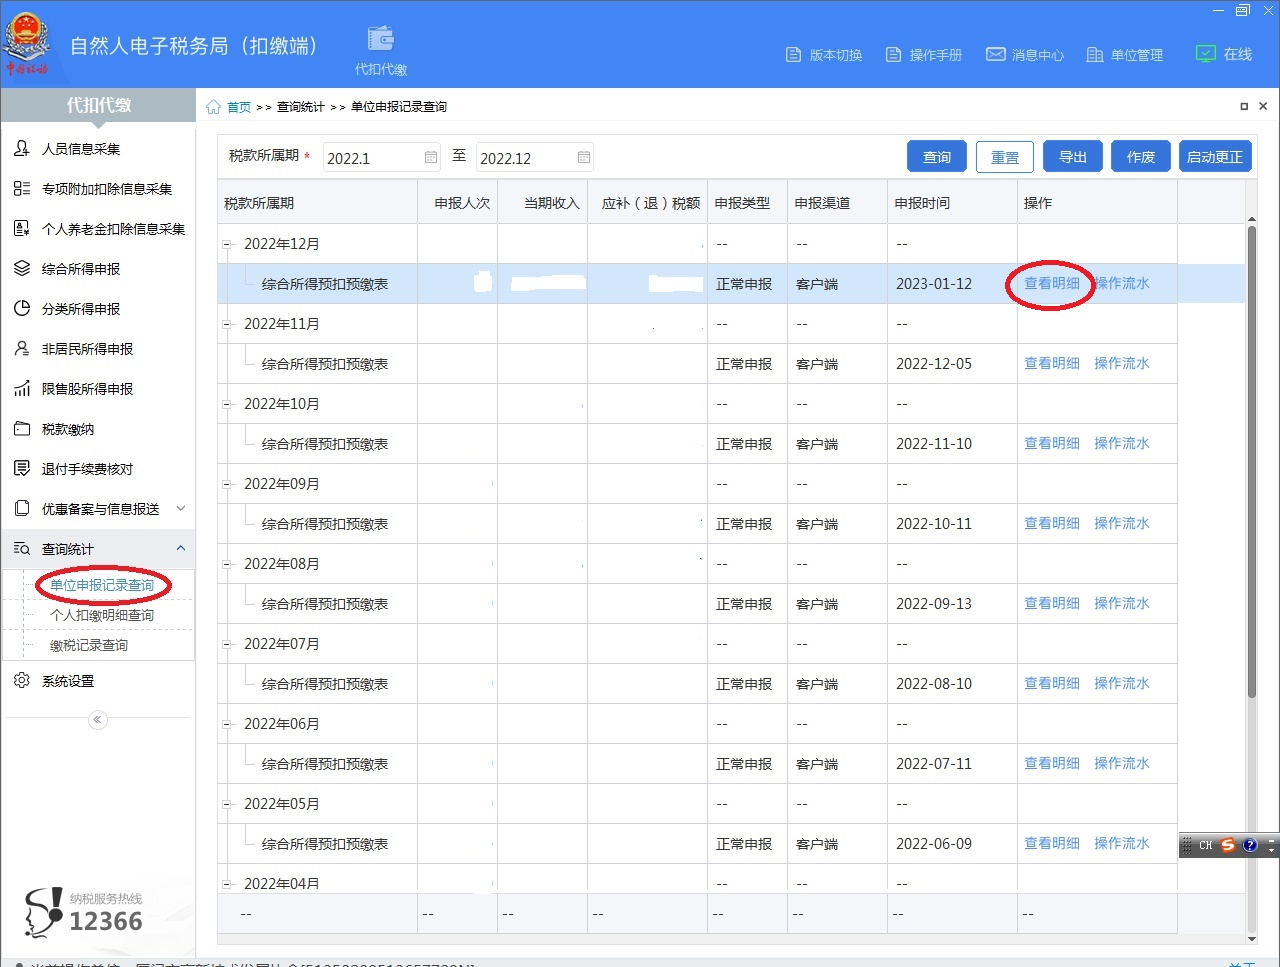 自然人电子税务局（扣缴端）
代扣代缴
版本切换 操作手册 消息中心 单位管理 在线
代扣代缴
首页 >> 查询统计 >> 单位申报记录查询
人员信息采集
专项附加扣除信息采集
个人养老金扣除信息采集
综合所得申报
分类所得申报
非居民所得申报
限售股所得申报
税款缴纳
退付手续费核对
优惠备案与信息报送
查询统计
单位申报记录查询
个人扣缴明细查询
缴税记录查询
系统设置
纳税服务热线
12366
税款所属期 * 2022.1 至 2022.12 查询 重置 导出 作废 启动更正
税款所属期 申报人次 当期收入 应补（退）税额 申报类型 申报渠道 申报时间 操作
2022年12月 -- -- --
综合所得预扣预缴表 正常申报 客户端 2023-01-12 查看明细 操作流水
2022年11月 -- -- --
综合所得预扣预缴表 正常申报 客户端 2022-12-05 查看明细 操作流水
2022年10月 -- -- --
综合所得预扣预缴表 正常申报 客户端 2022-11-10 查看明细 操作流水
2022年09月 -- -- --
综合所得预扣预缴表 正常申报 客户端 2022-10-11 查看明细 操作流水
2022年08月 -- -- --
综合所得预扣预缴表 正常申报 客户端 2022-09-13 查看明细 操作流水
2022年07月 -- -- --
综合所得预扣预缴表 正常申报 客户端 2022-08-10 查看明细 操作流水
2022年06月 -- -- --
综合所得预扣预缴表 正常申报 客户端 2022-07-11 查看明细 操作流水
2022年05月 -- -- --
综合所得预扣预缴表 正常申报 客户端 2022-06-09 查看明细 操作流水
2022年04月 -- -- --
-- -- -- -- -- -- -- --
CH